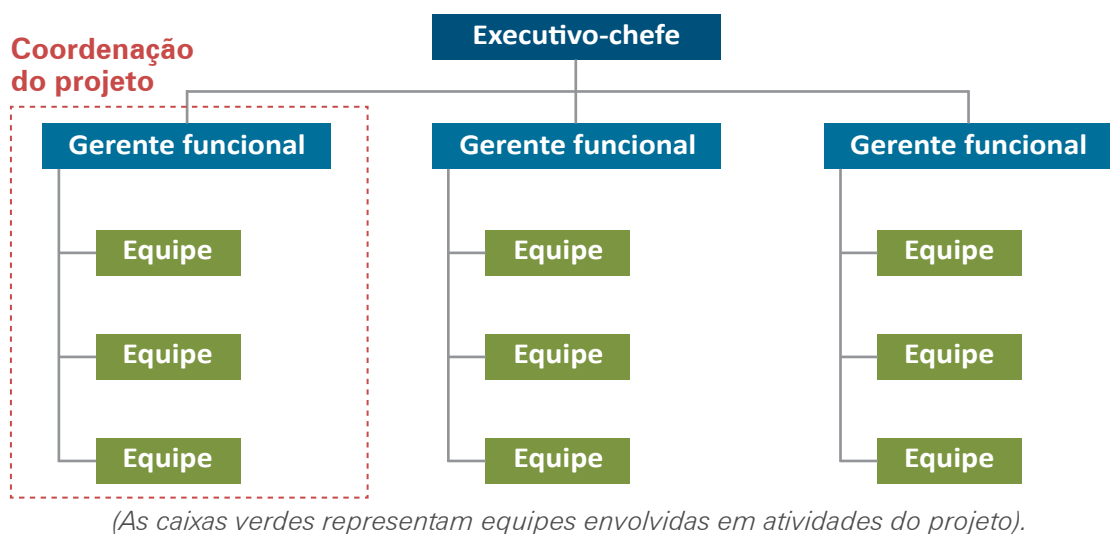 Executivo-chefe
Coordenação
do projeto
Gerente funcional
Gerente funcional
Gerente funcional
Equipe
Equipe
Equipe
Equipe
Equipe
Equipe
Equipe
Equipe
Equipe
(As caixas verdes representam equipes envolvidas em atividades do projeto).